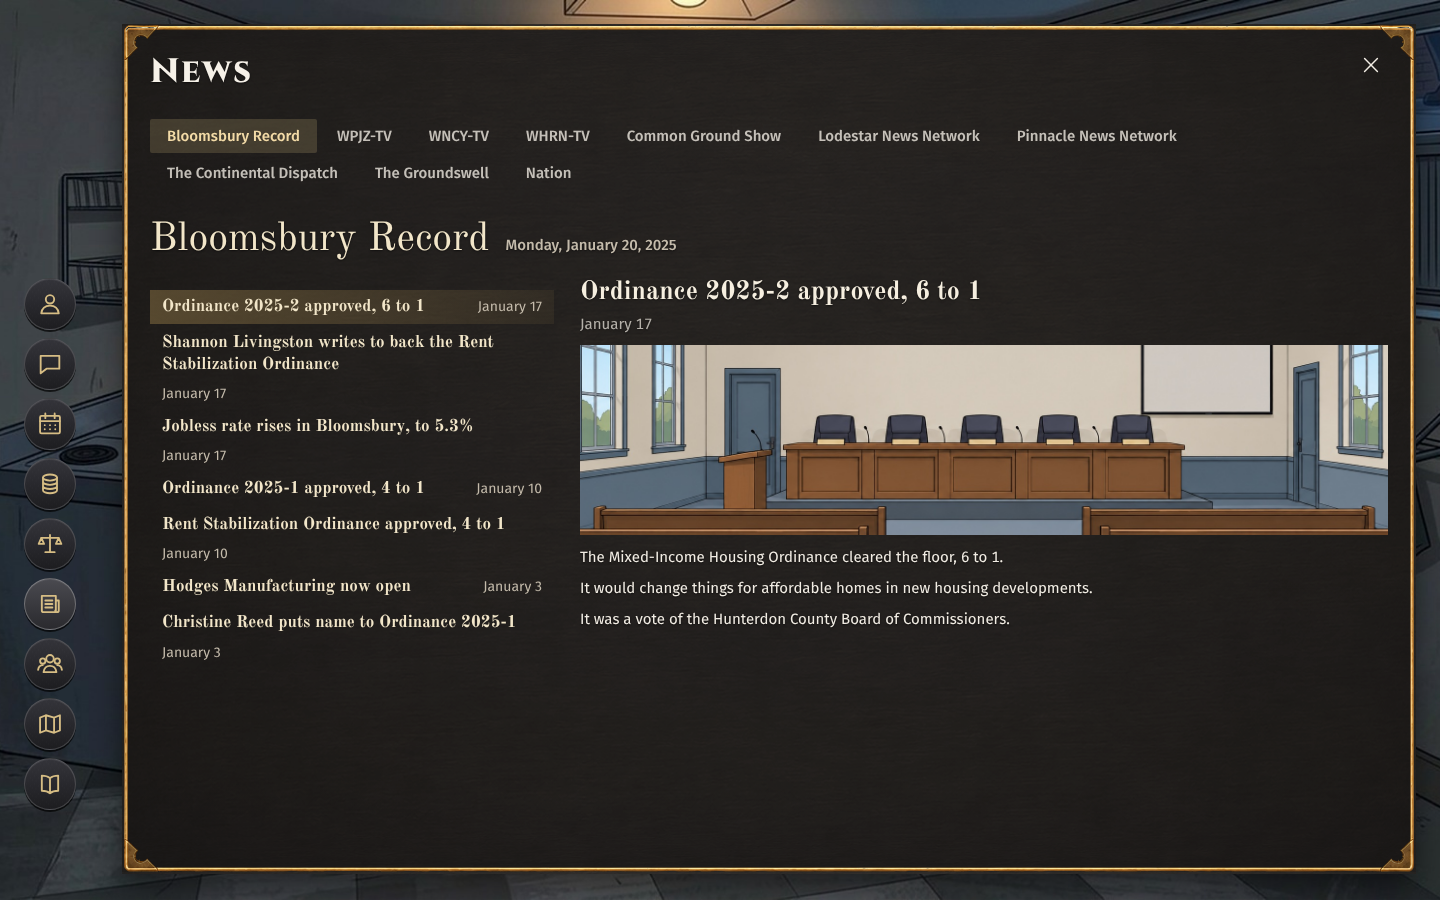 News
Bloomsbury Record
WPJZ-TV
WNCY-TV
WHRN-TV
Common Ground Show
Lodestar News Network
Pinnacle News Network
The Continental Dispatch
The Groundswell
Nation
Bloomsbury Record
Monday, January 20, 2025
Ordinance 2025-2 approved, 6 to 1
January 17
Shannon Livingston writes to back the Rent
Stabilization Ordinance
January 17
Jobless rate rises in Bloomsbury, to 5.3%
January 17
Ordinance 2025-1 approved, 4 to 1
January 10
Rent Stabilization Ordinance approved, 4 to 1
January 10
Hodges Manufacturing now open
January 3
Christine Reed puts name to Ordinance 2025-1
January 3
Ordinance 2025-2 approved, 6 to 1
January 17
The Mixed-Income Housing Ordinance cleared the floor, 6 to 1.
It would change things for affordable homes in new housing developments.
It was a vote of the Hunterdon County Board of Commissioners.